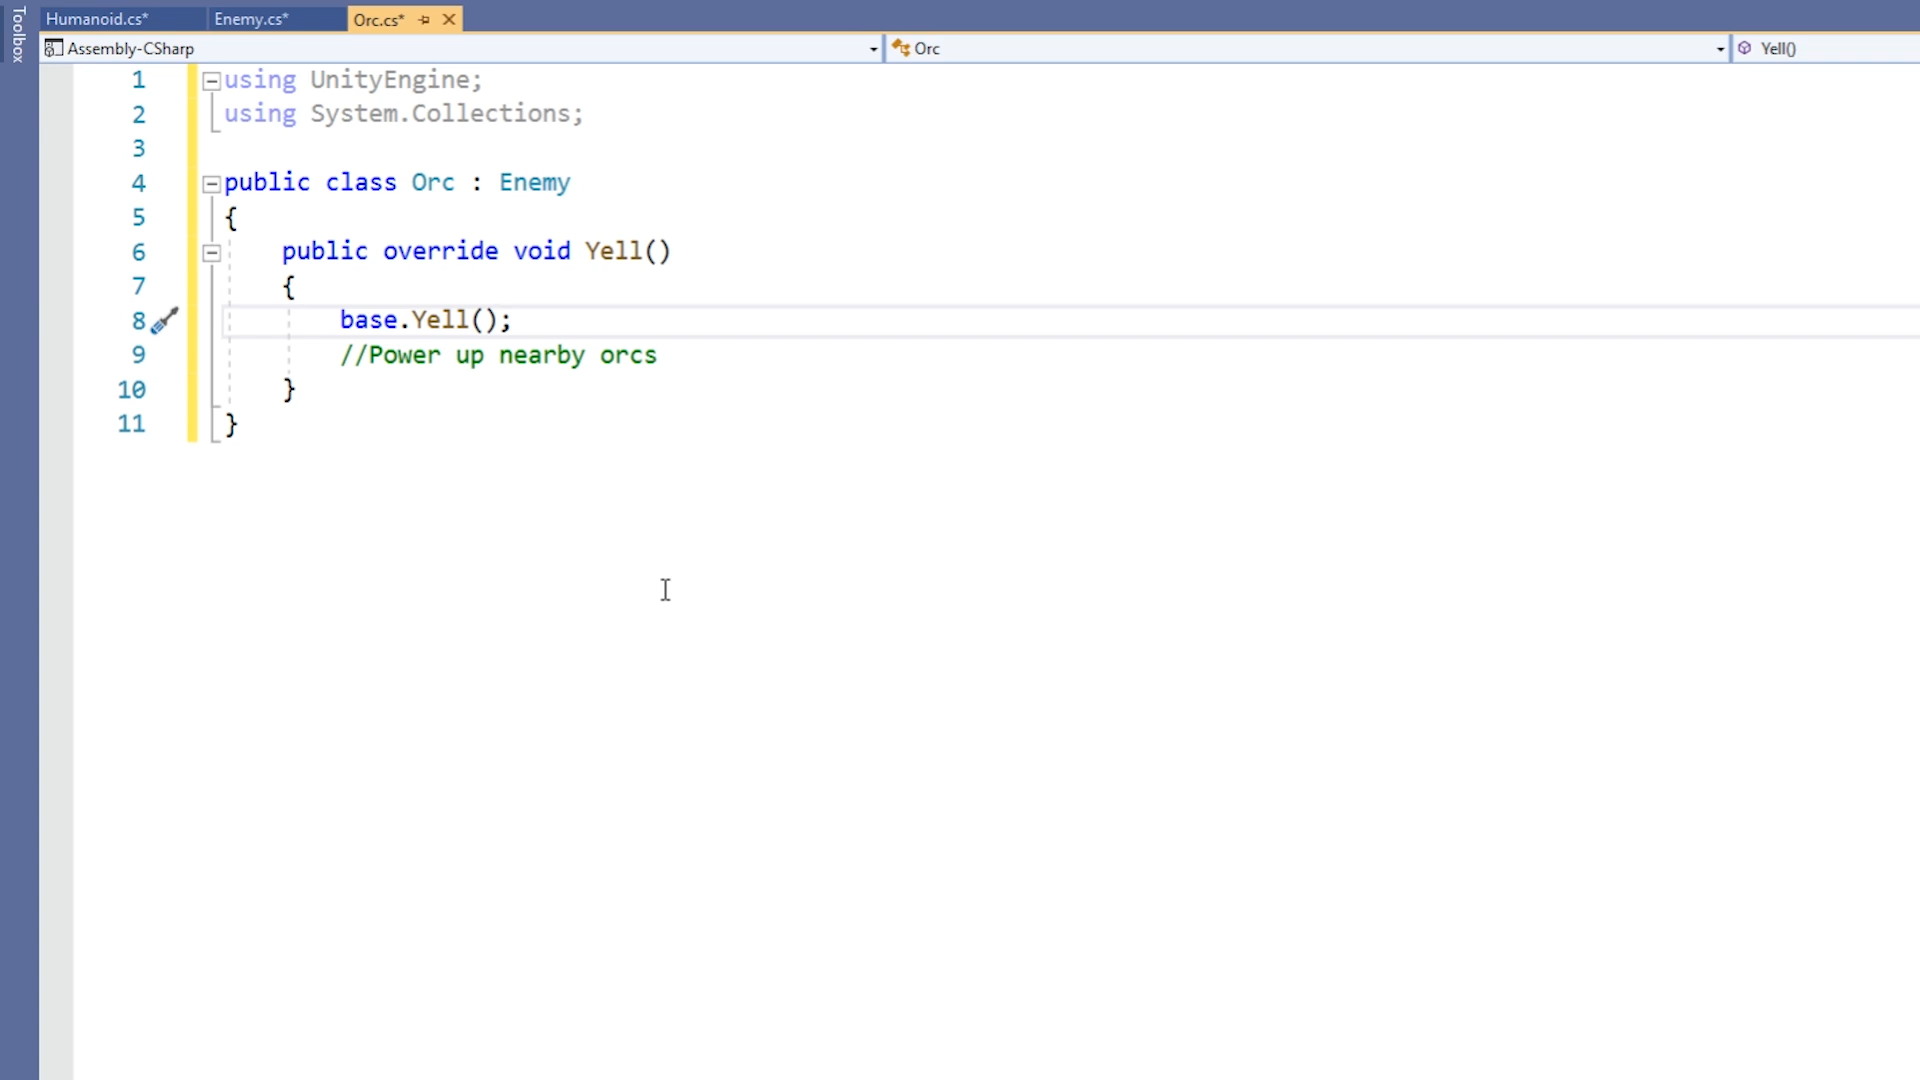 Toolbox
Humanoid.cs* Enemy.cs* Orc.cs*
Assembly-CSharp Orc Yell()
1 using UnityEngine;
2 using System.Collections;
3
4 public class Orc : Enemy
5 {
6 public override void Yell()
7 {
8 base.Yell();
9 //Power up nearby orcs
10 }
11 }